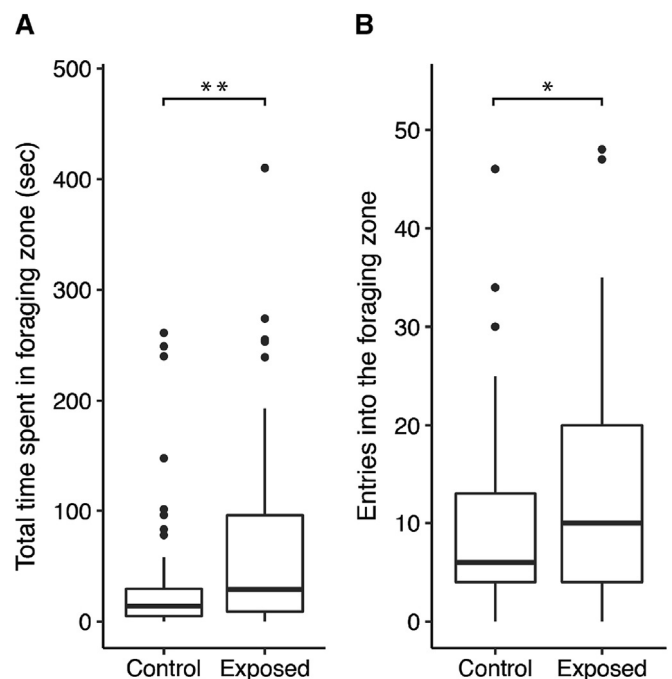 A
Total time spent in foraging zone (sec)
500
400
300
200
100
0
**
Control Exposed
B
Entries into the foraging zone
50
40
30
20
10
0
*
Control Exposed